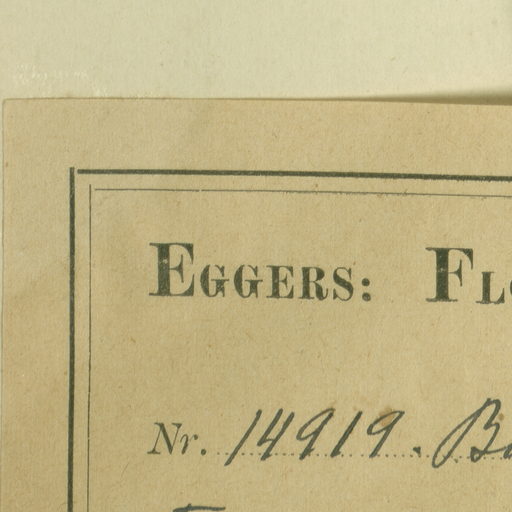 EGGERS: FL
Nr. 14919. B